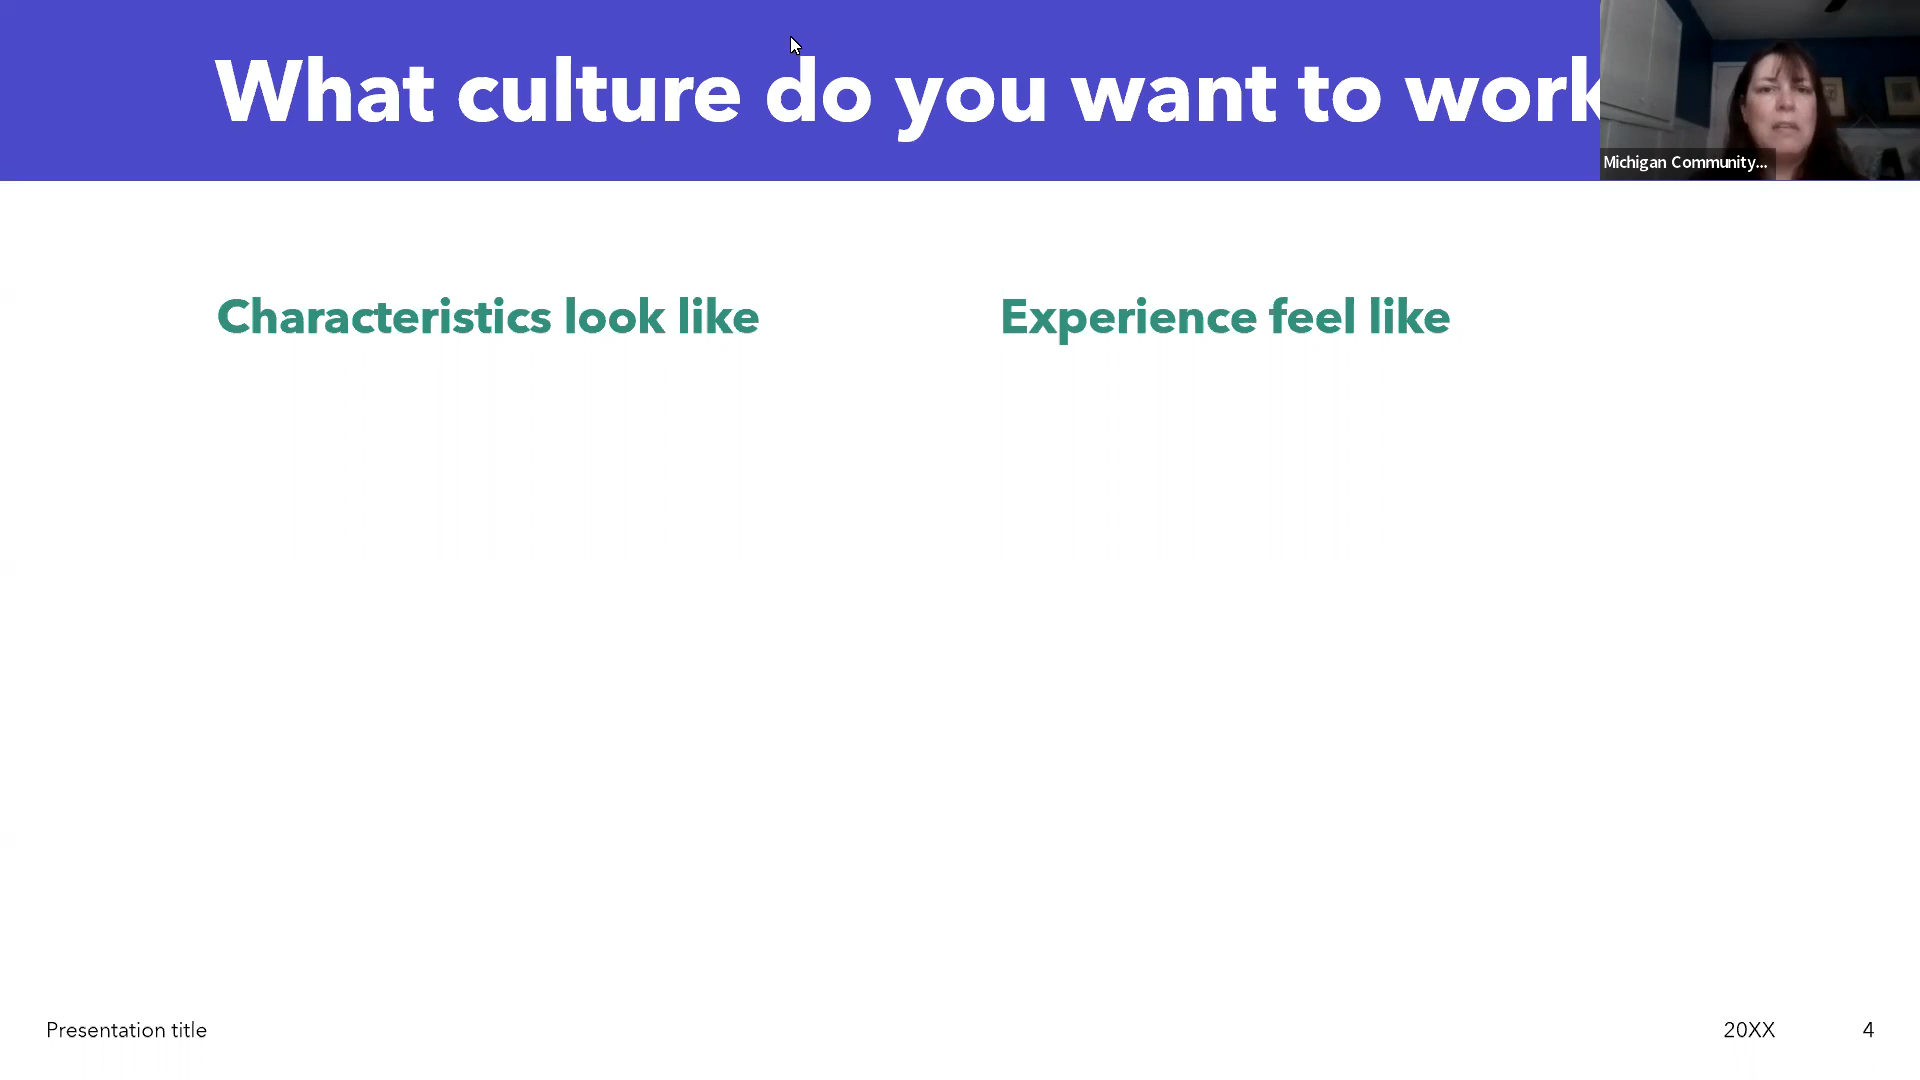 What culture do you want to work
Michigan Community...
Characteristics look like
Experience feel like
Presentation title
20XX
4